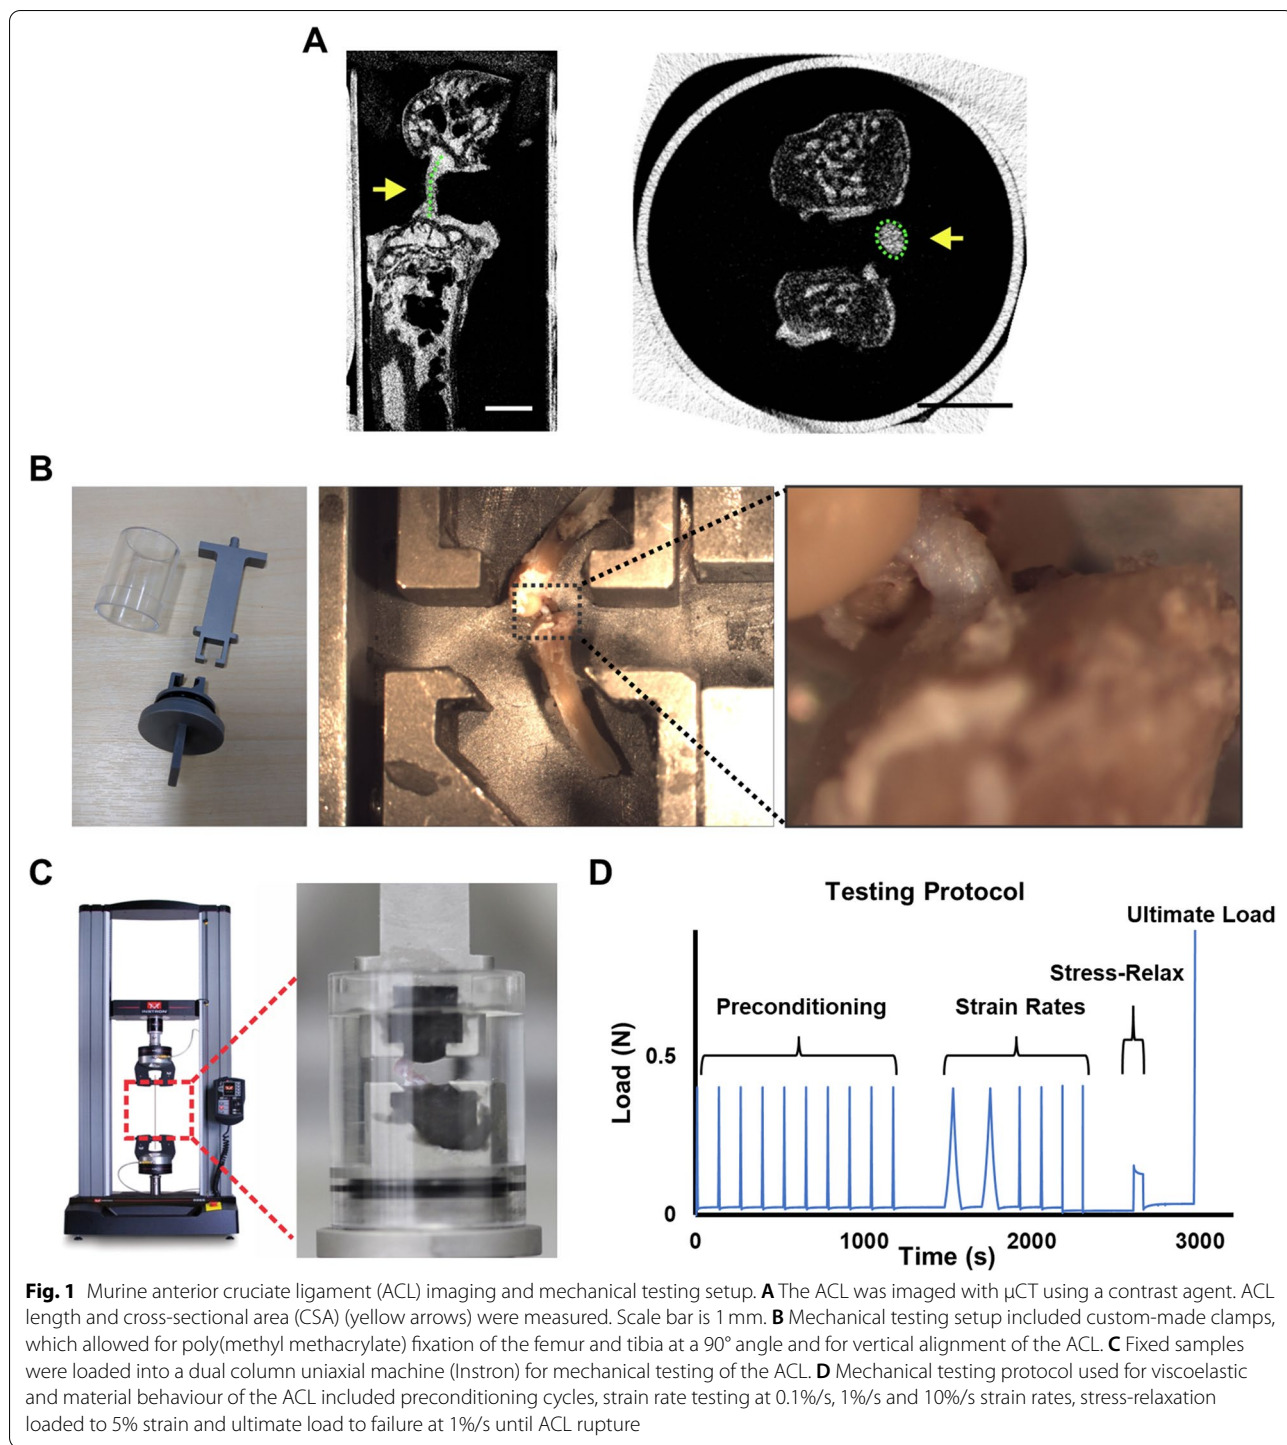 A
B
C
D
Testing Protocol
Ultimate Load
Stress-Relax
Preconditioning
Strain Rates
Load (N)
0.5
0
0
1000
2000
3000
Time (s)
INSTRON
Fig. 1 Murine anterior cruciate ligament (ACL) imaging and mechanical testing setup. A The ACL was imaged with µCT using a contrast agent. ACL
length and cross-sectional area (CSA) (yellow arrows) were measured. Scale bar is 1 mm. B Mechanical testing setup included custom-made clamps,
which allowed for poly(methyl methacrylate) fixation of the femur and tibia at a 90° angle and for vertical alignment of the ACL. C Fixed samples
were loaded into a dual column uniaxial machine (Instron) for mechanical testing of the ACL. D Mechanical testing protocol used for viscoelastic
and material behaviour of the ACL included preconditioning cycles, strain rate testing at 0.1%/s, 1%/s and 10%/s strain rates, stress-relaxation
loaded to 5% strain and ultimate load to failure at 1%/s until ACL rupture